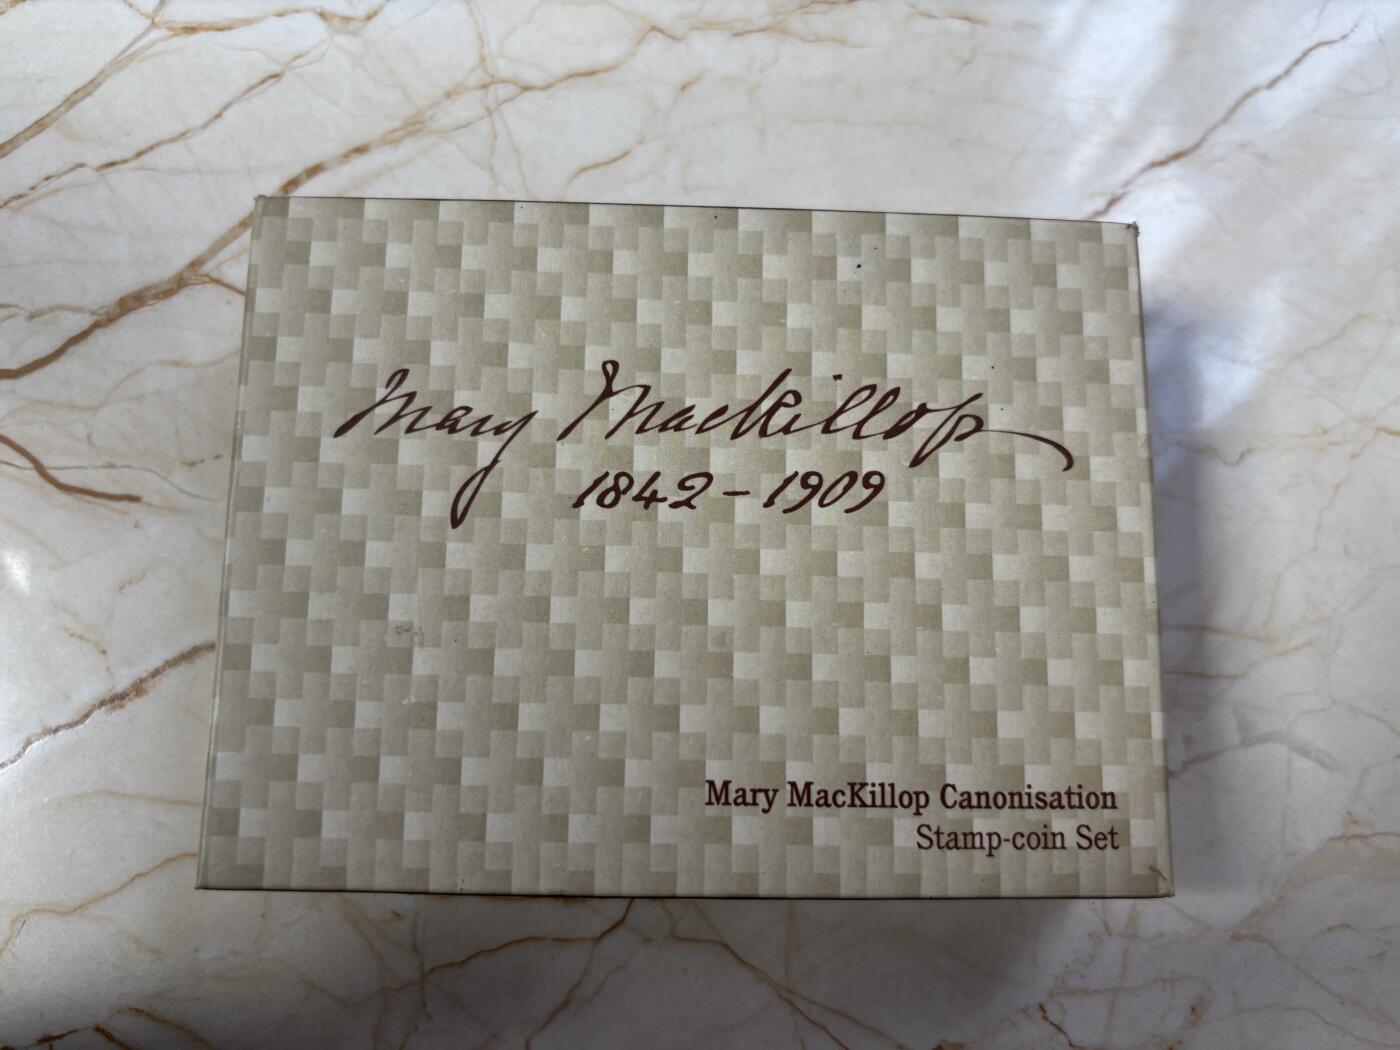 Mary MacKillop
1842-1909
Mary MacKillop Canonisation
Stamp-coin Set